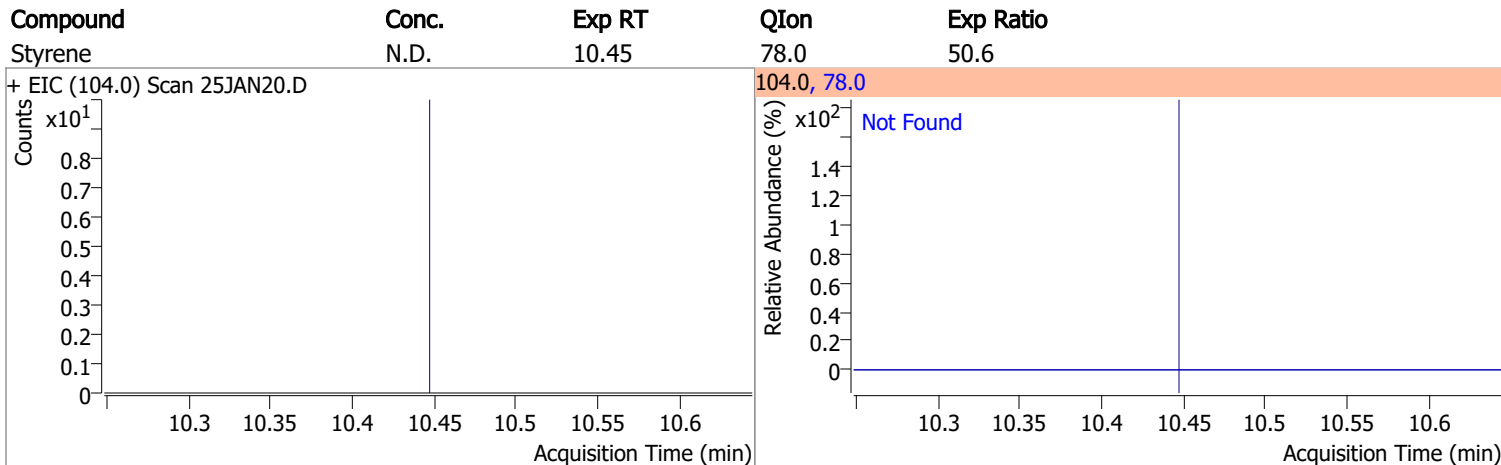 Compound Conc. Exp RT QIon Exp Ratio
Styrene N.D. 10.45 78.0 50.6
+ EIC (104.0) Scan 25JAN20.D
Counts
x10¹
0.8
0.7
0.6
0.5
0.4
0.3
0.2
0.1
0
10.3 10.35 10.4 10.45 10.5 10.55 10.6
Acquisition Time (min)
104.0, 78.0
Relative Abundance (%)
x10²
Not Found
1.4
1.2
1
0.8
0.6
0.4
0.2
0
10.3 10.35 10.4 10.45 10.5 10.55 10.6
Acquisition Time (min)